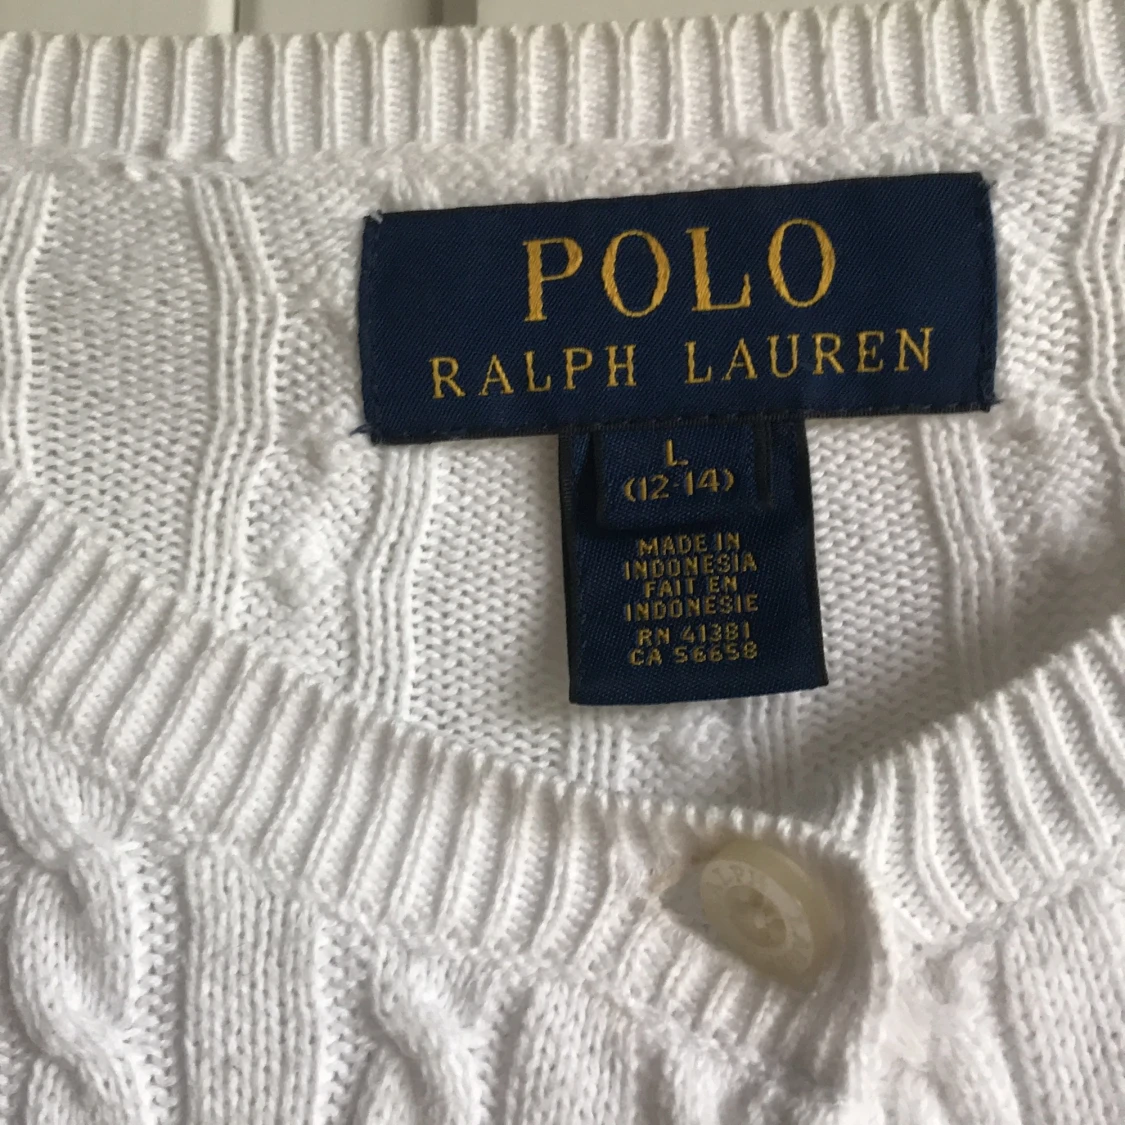 POLO
RALPH LAUREN
L
(12-14)
MADE IN
INDONESIA
FAIT EN
INDONESIE
RN 41381
CA 56658